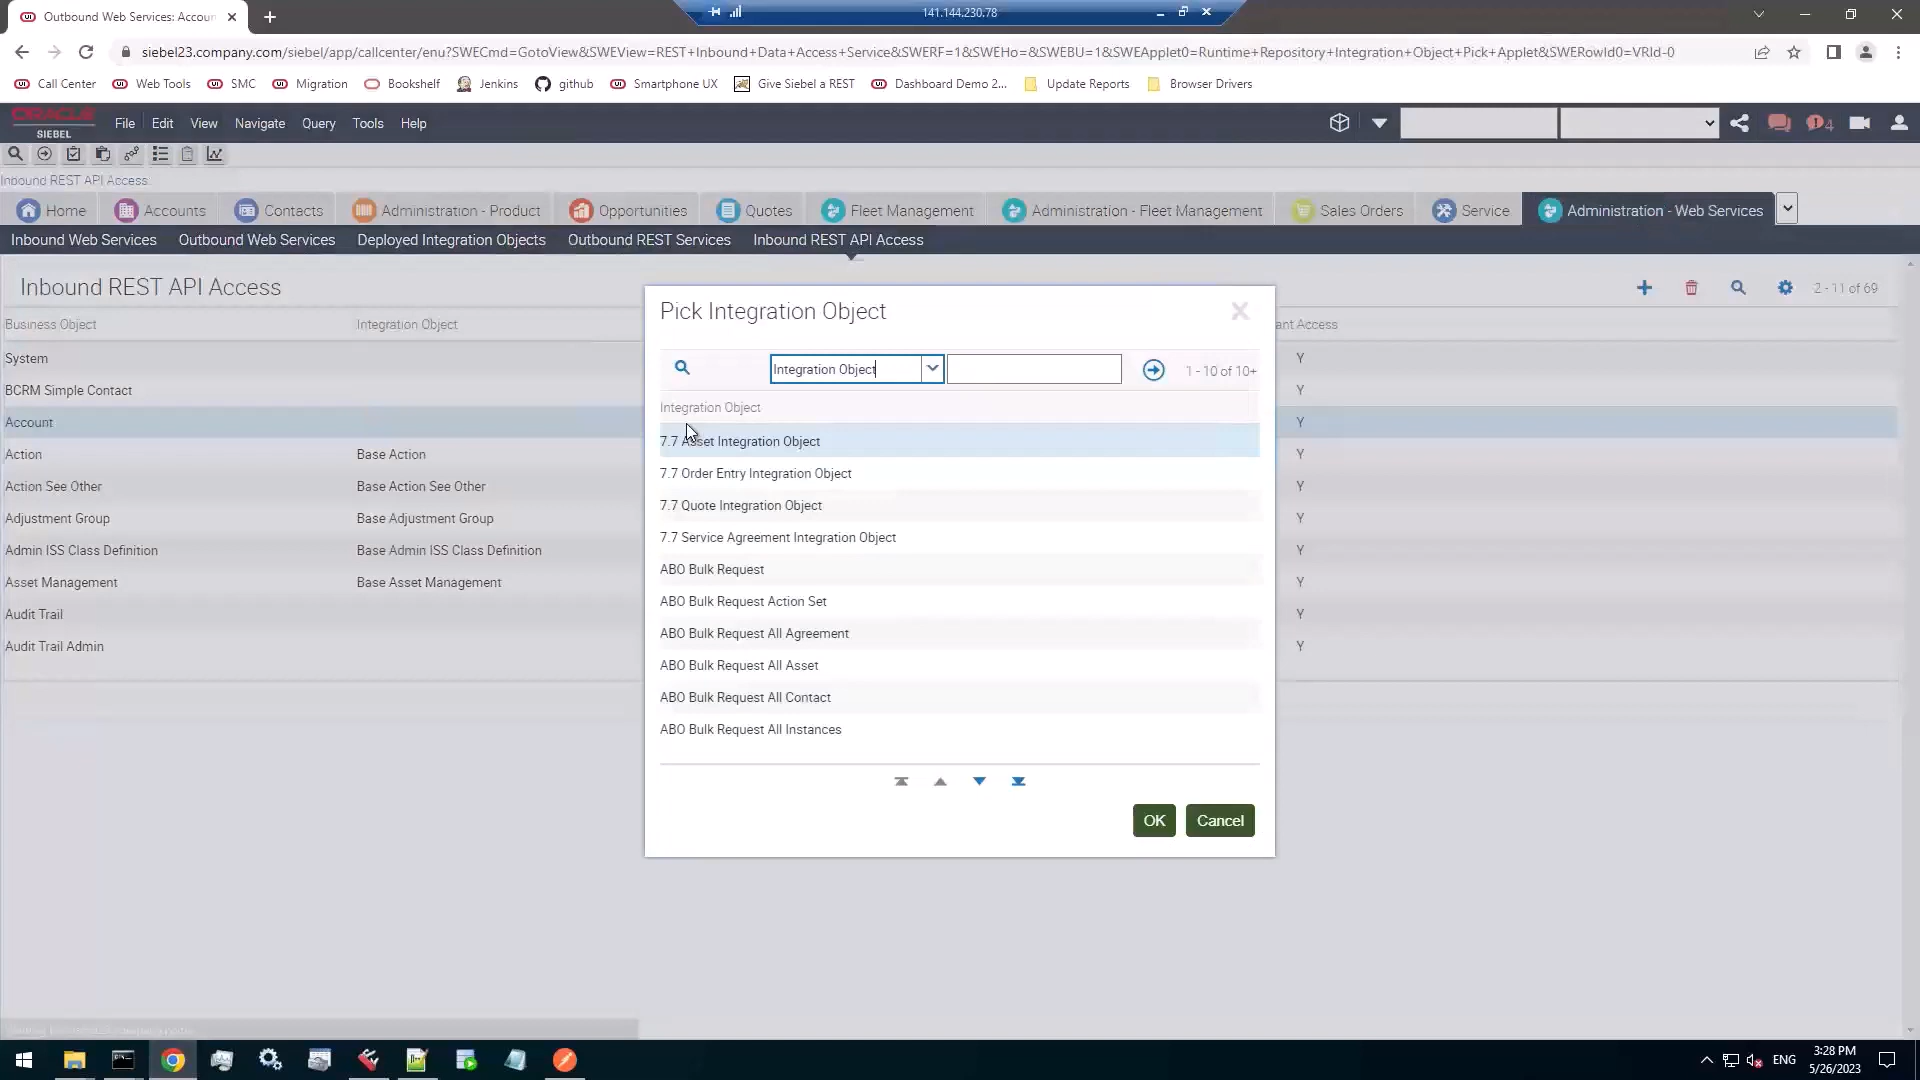 Outbound Web Services: Accoun
141.144.230.78
siebel23.company.com/siebel/app/callcenter/enu?SWECmd=GotoView&SWEView=REST+Inbound+Data+Access+Service&SWERF=1&SWEHo=&SWEBU=1&SWEApplet0=Runtime+Repository+Integration+Object+Pick+Applet&SWERowId0=VRId-0
Call Center Web Tools SMC Migration Bookshelf Jenkins github Smartphone UX Give Siebel a REST Dashboard Demo 2... Update Reports Browser Drivers
ORACLE
SIEBEL
File Edit View Navigate Query Tools Help
4
Inbound REST API Access:
Home Accounts Contacts Administration - Product Opportunities Quotes Fleet Management Administration - Fleet Management Sales Orders Service Administration - Web Services
Inbound Web Services Outbound Web Services Deployed Integration Objects Outbound REST Services Inbound REST API Access
Inbound REST API Access
2 - 11 of 69
Business Object Integration Object ant Access
System Y
BCRM Simple Contact Y
Account Y
Action Base Action Y
Action See Other Base Action See Other Y
Adjustment Group Base Adjustment Group Y
Admin ISS Class Definition Base Admin ISS Class Definition Y
Asset Management Base Asset Management Y
Audit Trail Y
Audit Trail Admin Y
Pick Integration Object
Integration Object 1 - 10 of 10+
Integration Object
7.7 Asset Integration Object
7.7 Order Entry Integration Object
7.7 Quote Integration Object
7.7 Service Agreement Integration Object
ABO Bulk Request
ABO Bulk Request Action Set
ABO Bulk Request All Agreement
ABO Bulk Request All Asset
ABO Bulk Request All Contact
ABO Bulk Request All Instances
OK Cancel
ENG
3:28 PM
5/26/2023